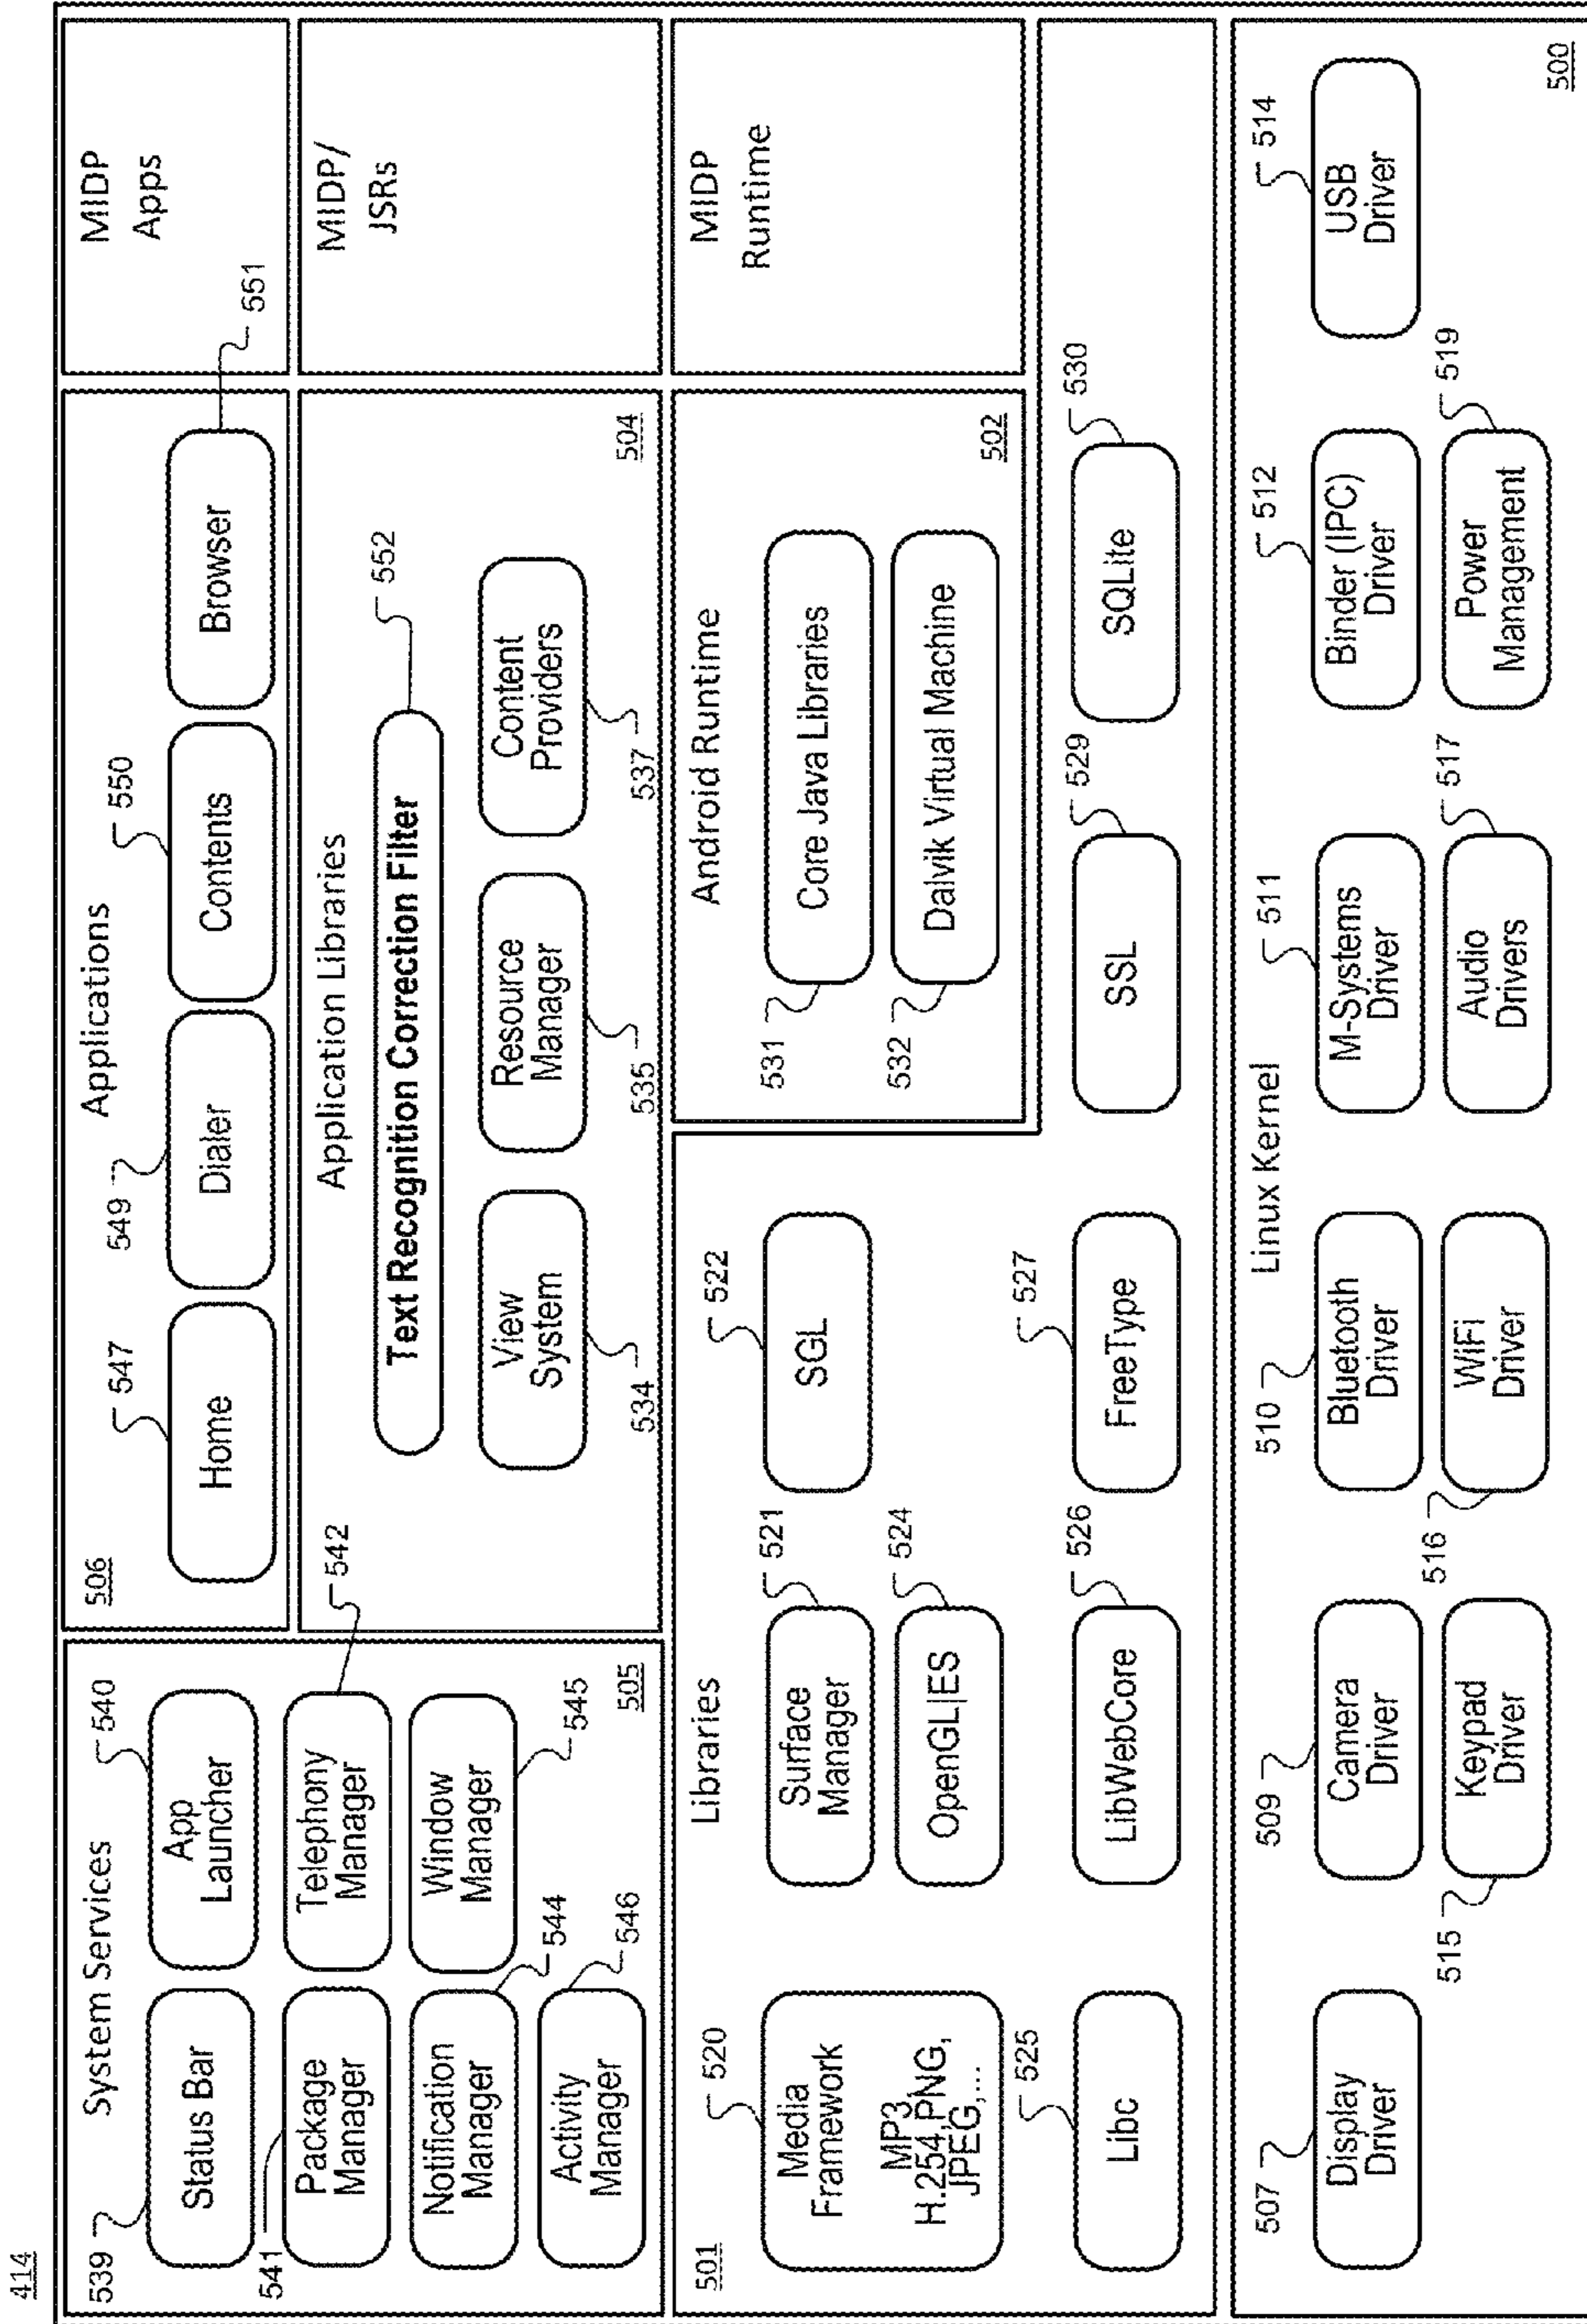 414
System Services
539
540
Status Bar
App
Launcher
541
542
Package
Manager
Telephony
Manager
Notification
Manager
Window
Manager
545
544
Activity
Manager
546
505
506
Applications
547
549
550
Home
Dialer
Contents
Browser
551
MIDP
Apps
Application Libraries
552
Text Recognition Correction Filter
View
System
Resource
Manager
Content
Providers
534
535
537
504
MIDP/
JSRs
501
Libraries
520
Media
Framework
MP3,
H.254,PNG,
JPEG,...
521
Surface
Manager
522
SGL
524
OpenGL|ES
525
Libc
526
LibWebCore
527
FreeType
529
SSL
530
SQLite
Android Runtime
531
Core Java Libraries
532
Dalvik Virtual Machine
502
MIDP
Runtime
Linux Kernel
507
Display
Driver
509
Camera
Driver
510
Bluetooth
Driver
511
M-Systems
Driver
512
Binder (IPC)
Driver
514
USB
Driver
515
Keypad
Driver
516
WiFi
Driver
517
Audio
Drivers
519
Power
Management
500